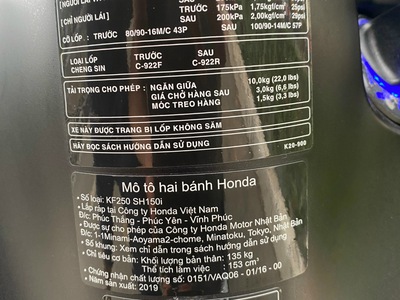 [NGƯỜI LÁI VÀ
TRƯỚC 175kPA 1,75kgf/cm² 25psi
[CHỈ NGƯỜI LÁI] SAU 200kPA 2,00kgf/cm² 29psi
CỠ LỐP : TRƯỚC 80/90-16M/C 43P SAU 100/90-14M/C 57P
LOẠI LỐP TRƯỚC SAU
CHENG SIN C-922F C-922R
TẢI TRỌNG CHO PHÉP : NGĂN GIỮA 10,0kg (22,0 lbs)
GIÁ CHỞ HÀNG SAU 3,0kg (6,6 lbs)
MÓC TREO HÀNG 1,5kg (3,3 lbs)
XE NÀY ĐƯỢC TRANG BỊ LỐP KHÔNG SĂM
HÃY ĐỌC SÁCH HƯỚNG DẪN SỬ DỤNG K20-900
Mô tô hai bánh Honda
• Số loại: KF250 SH150i
• Lắp ráp tại Công ty Honda Việt Nam
Đ/c: Phúc Thắng - Phúc Yên - Vĩnh Phúc
• Được sự cho phép của Công ty Honda Motor Nhật Bản
Đ/c: 1-1Minami-Aoyama2-chome, Minato, Tokyo, Nhật Bản
• Số khung: Xem chỉ dẫn trong sách hướng dẫn sử dụng
• Chỉ tiêu cơ bản: Khối lượng bản thân: 135 kg
Thể tích làm việc : 153 cm³
• Chứng nhận chất lượng số: 0151/VAQ06 - 01/16 - 00
• Năm sản xuất: 2019